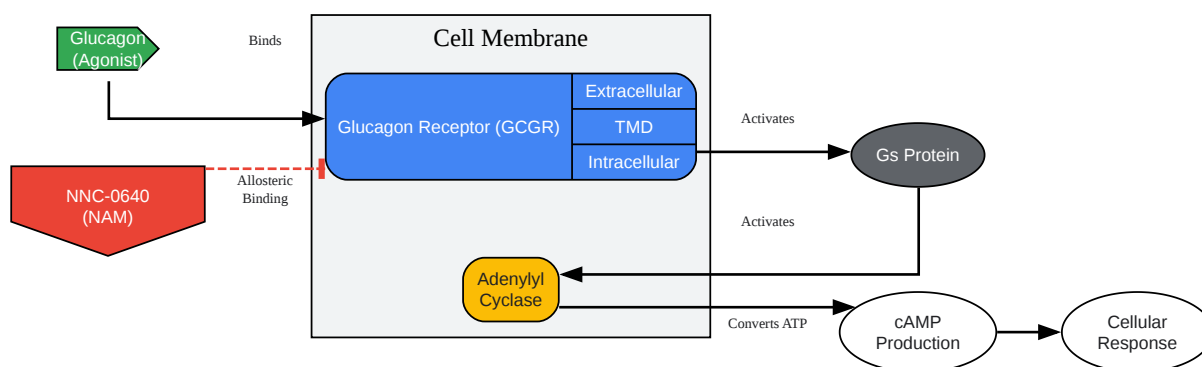 Glucagon
(Agonist)
Binds
Cell Membrane
Glucagon Receptor (GCGR)
Extracellular
TMD
Intracellular
Activates
Gs Protein
NNC-0640
(NAM)
Allosteric
Binding
Activates
Adenylyl
Cyclase
Converts ATP
cAMP
Production
Cellular
Response